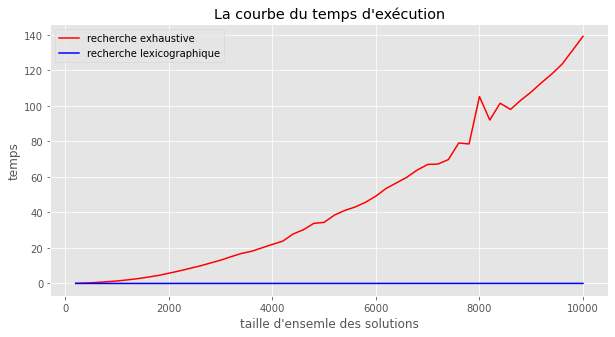 La courbe du temps d'exécution
recherche exhaustive
recherche lexicographique
temps
140
120
100
80
60
40
20
0
0 2000 4000 6000 8000 10000
taille d'ensemle des solutions